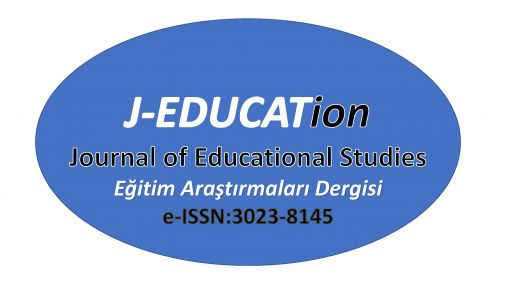 J-EDUCATion
Journal of Educational Studies
Eğitim Araştırmaları Dergisi
e-ISSN:3023-8145